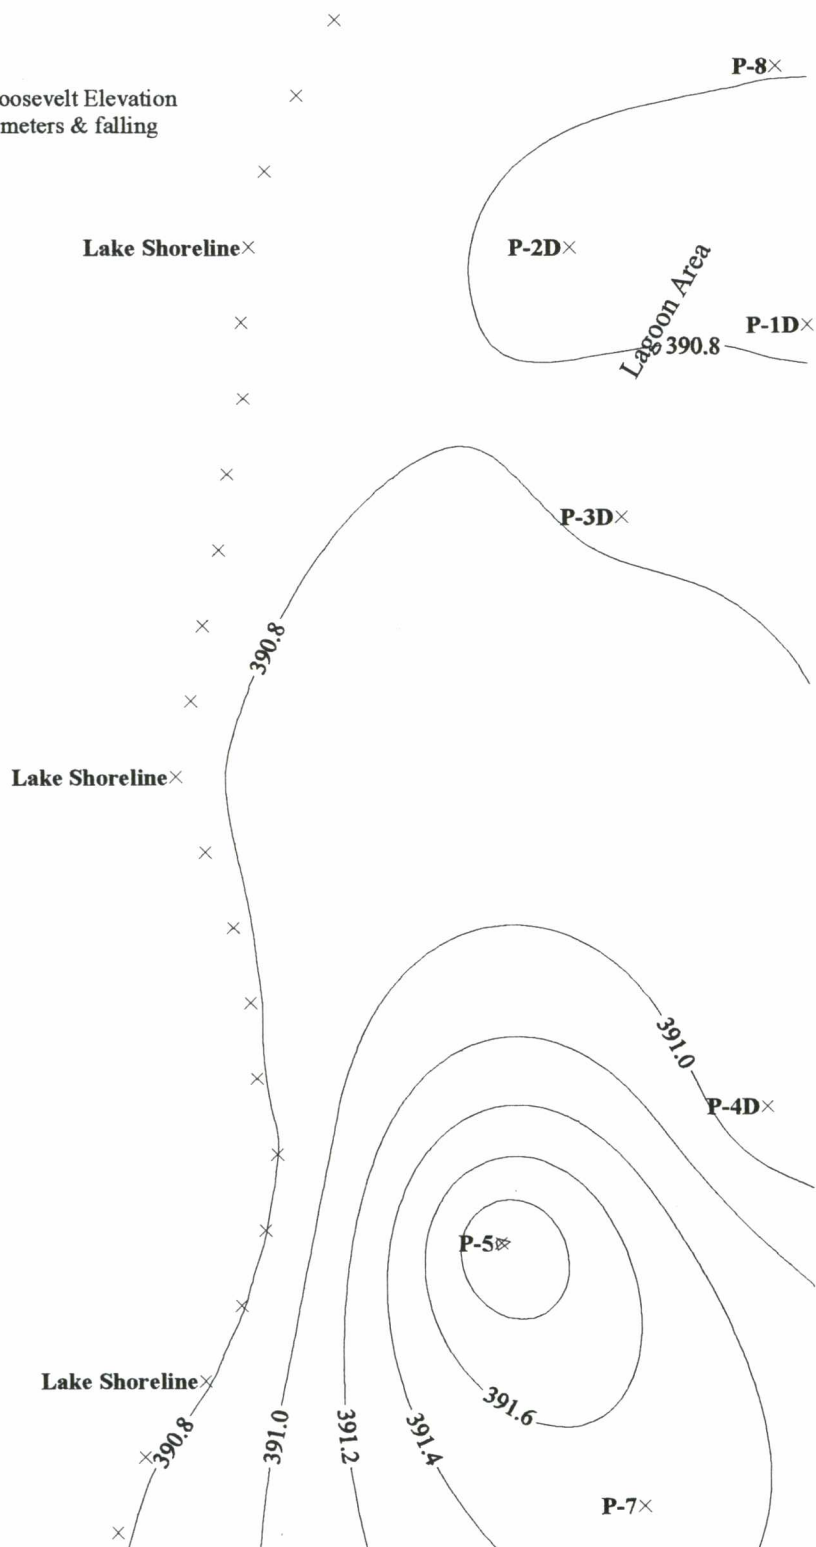 P-8
oosevelt Elevation
meters & falling
Lake Shoreline
P-2D
Lagoon Area
P-1D
390.8
P-3D
390.8
Lake Shoreline
391.0
P-4D
P-5
Lake Shoreline
391.6
390.8
391.0
391.2
391.4
P-7